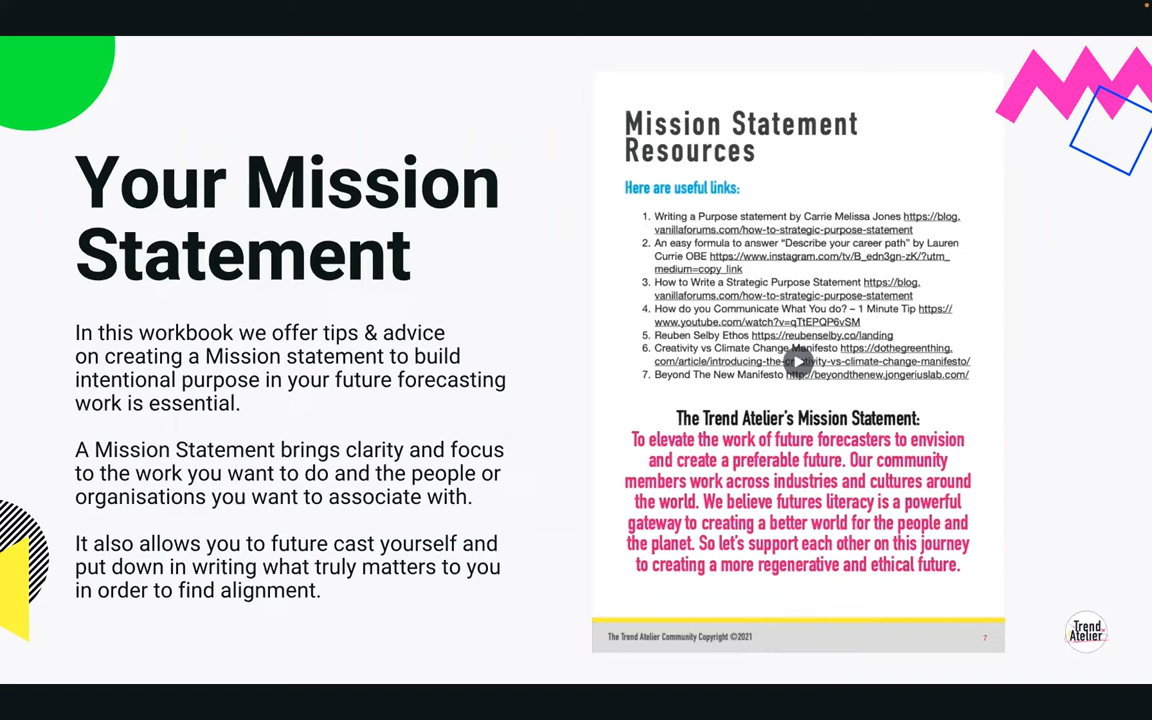 Your Mission
Statement
In this workbook we offer tips & advice
on creating a Mission statement to build
intentional purpose in your future forecasting
work is essential.
A Mission Statement brings clarity and focus
to the work you want to do and the people or
organisations you want to associate with.
It also allows you to future cast yourself and
put down in writing what truly matters to you
in order to find alignment.
Mission Statement
Resources
Here are useful links:
1. Writing a Purpose statement by Carrie Melissa Jones https://blog.
vanillaforums.com/how-to-strategic-purpose-statement
2. An easy formula to answer “Describe your career path” by Lauren
Currie OBE https://www.instagram.com/tv/B_edn3gn-zK/?utm_
medium=copy_link
3. How to Write a Strategic Purpose Statement https://blog.
vanillaforums.com/how-to-strategic-purpose-statement
4. How do you Communicate What You do? – 1 Minute Tip https://
www.youtube.com/watch?v=qTtEPQP6vSM
5. Reuben Selby Ethos https://reubenselby.co/landing
6. Creativity vs Climate Change Manifesto https://dothegreenthing.
com/article/introducing-the-creativity-vs-climate-change-manifesto/
7. Beyond The New Manifesto http://beyondthenew.jongeriuslab.com/
The Trend Atelier’s Mission Statement:
To elevate the work of future forecasters to envision
and create a preferable future. Our community
members work across industries and cultures around
the world. We believe futures literacy is a powerful
gateway to creating a better world for the people and
the planet. So let’s support each other on this journey
to creating a more regenerative and ethical future.
The Trend Atelier Community Copyright ©2021
7
Trend
Atelier